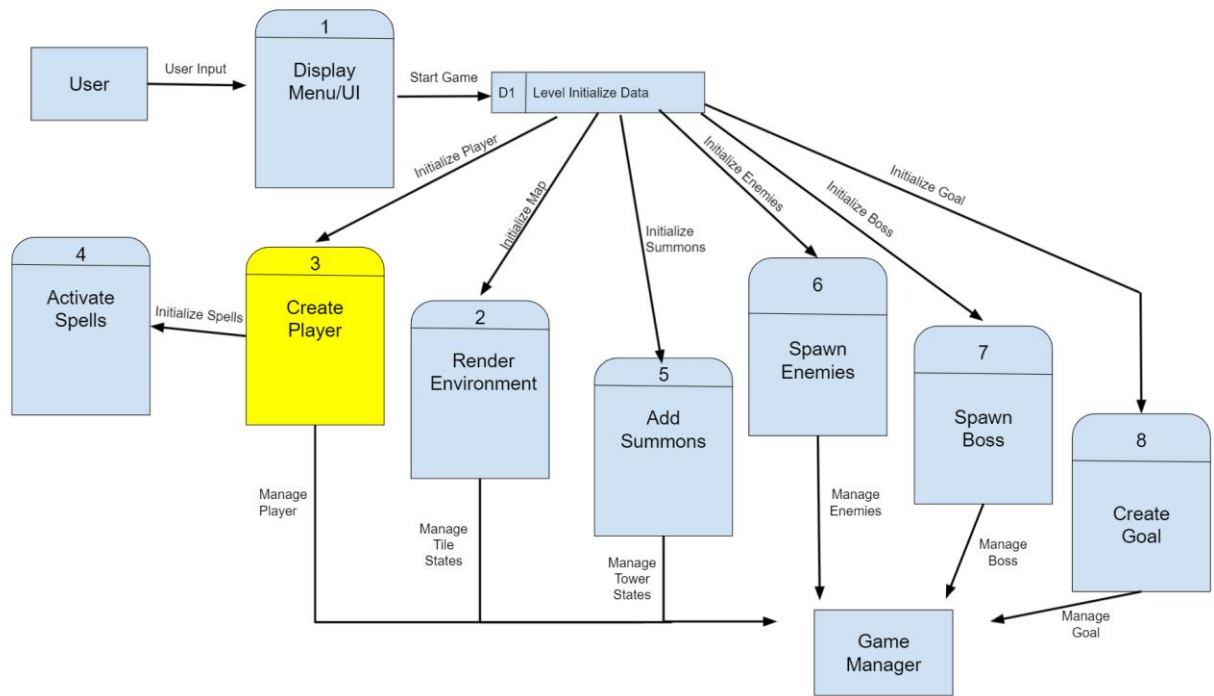 User
User Input
1
Display
Menu/UI
Start Game
D1
Level Initialize Data
Initialize Player
Initialize Map
Initialize
Summons
Initialize Enemies
Initialize Boss
Initialize Goal
4
Activate
Spells
Initialize Spells
3
Create
Player
2
Render
Environment
5
Add
Summons
6
Spawn
Enemies
7
Spawn
Boss
8
Create
Goal
Manage
Player
Manage
Tile
States
Manage
Tower
States
Manage
Enemies
Manage
Boss
Manage
Goal
Game
Manager